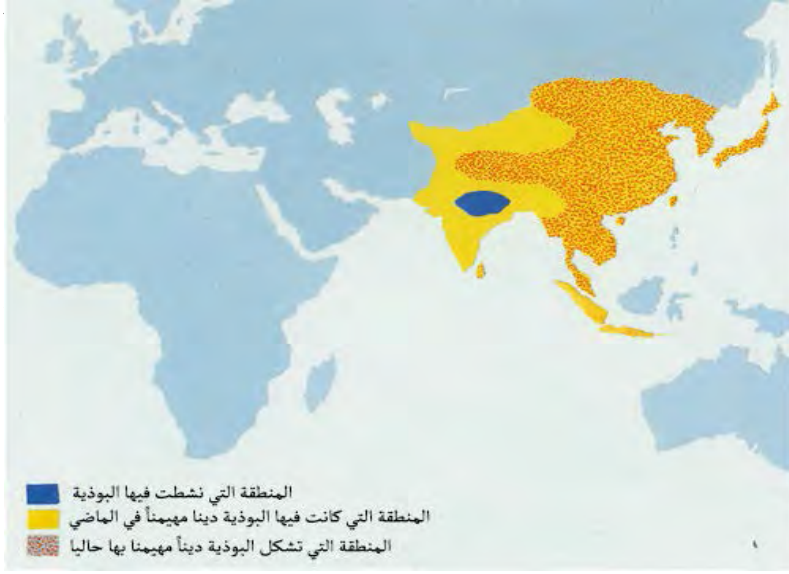 المنطقة التي نشطت فيها البوذية
المنطقة التي كانت فيها البوذية دينا مهيمناً في الماضي
المنطقة التي تشكل البوذية ديناً مهيمنا بها حاليا
١